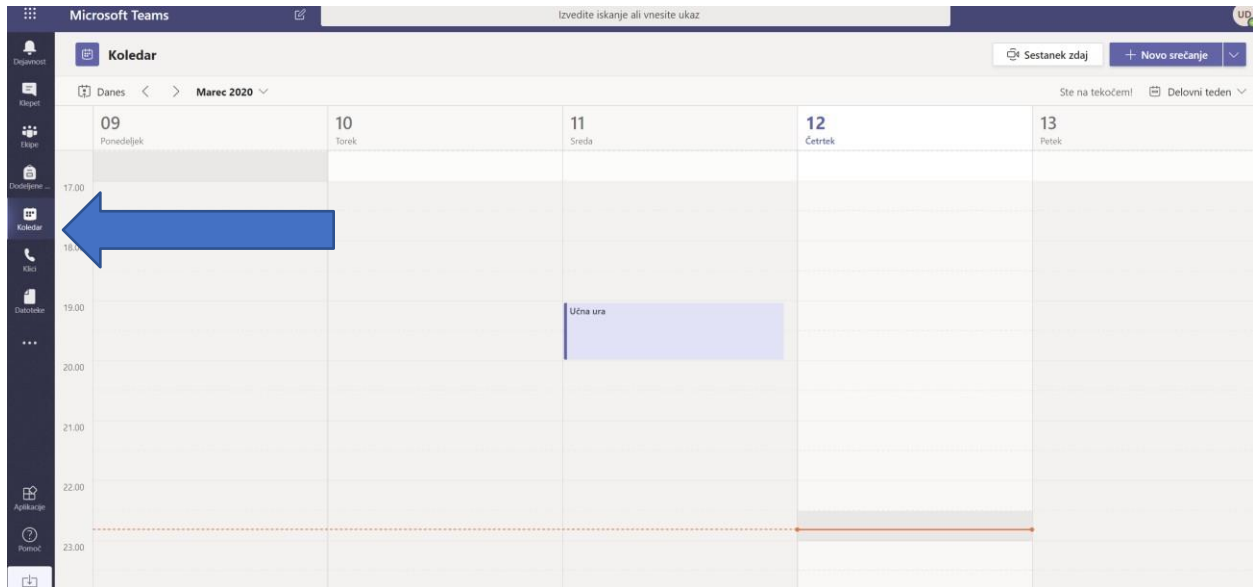 Microsoft Teams
Izvedite iskanje ali vnesite ukaz
UD
Dejavnost
Klepet
Ekipe
Dodeljene ...
Koledar
Klici
Datoteke
Aplikacije
Pomoč
Koledar
Sestanek zdaj
+ Novo srečanje
Danes
Marec 2020
Ste na tekočem!
Delovni teden
09
Ponedeljek
10
Torek
11
Sreda
12
Četrtek
13
Petek
17.00
19.00
Učna ura
20.00
21.00
22.00
23.00